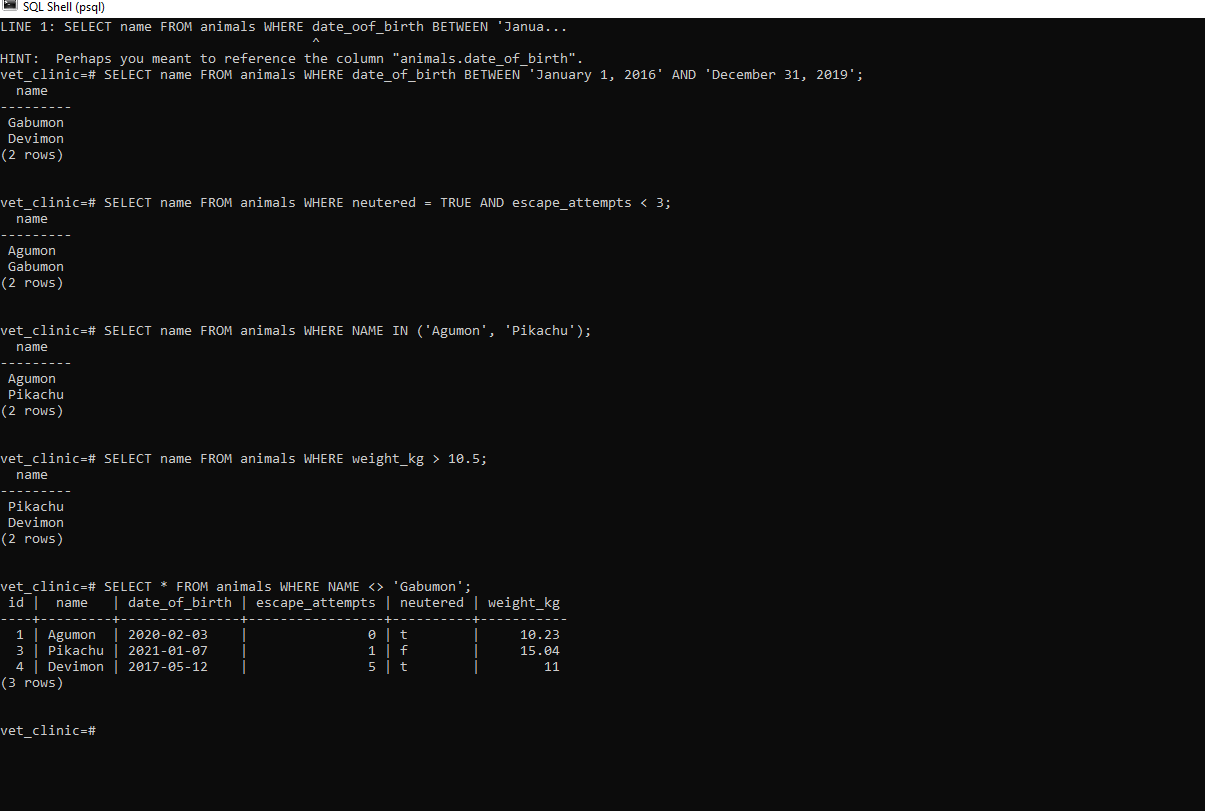 SQL Shell (psql)
LINE 1: SELECT name FROM animals WHERE date_oof_birth BETWEEN 'Janua...
                                       ^
HINT:  Perhaps you meant to reference the column "animals.date_of_birth".
vet_clinic=# SELECT name FROM animals WHERE date_of_birth BETWEEN 'January 1, 2016' AND 'December 31, 2019';
  name
---------
 Gabumon
 Devimon
(2 rows)


vet_clinic=# SELECT name FROM animals WHERE neutered = TRUE AND escape_attempts < 3;
  name
---------
 Agumon
 Gabumon
(2 rows)


vet_clinic=# SELECT name FROM animals WHERE NAME IN ('Agumon', 'Pikachu');
  name
---------
 Agumon
 Pikachu
(2 rows)


vet_clinic=# SELECT name FROM animals WHERE weight_kg > 10.5;
  name
---------
 Pikachu
 Devimon
(2 rows)


vet_clinic=# SELECT * FROM animals WHERE NAME <> 'Gabumon';
 id |  name   | date_of_birth | escape_attempts | neutered | weight_kg
----+---------+---------------+-----------------+----------+-----------
  1 | Agumon  | 2020-02-03    |               0 | t        |     10.23
  3 | Pikachu | 2021-01-07    |               1 | f        |     15.04
  4 | Devimon | 2017-05-12    |               5 | t        |        11
(3 rows)


vet_clinic=#